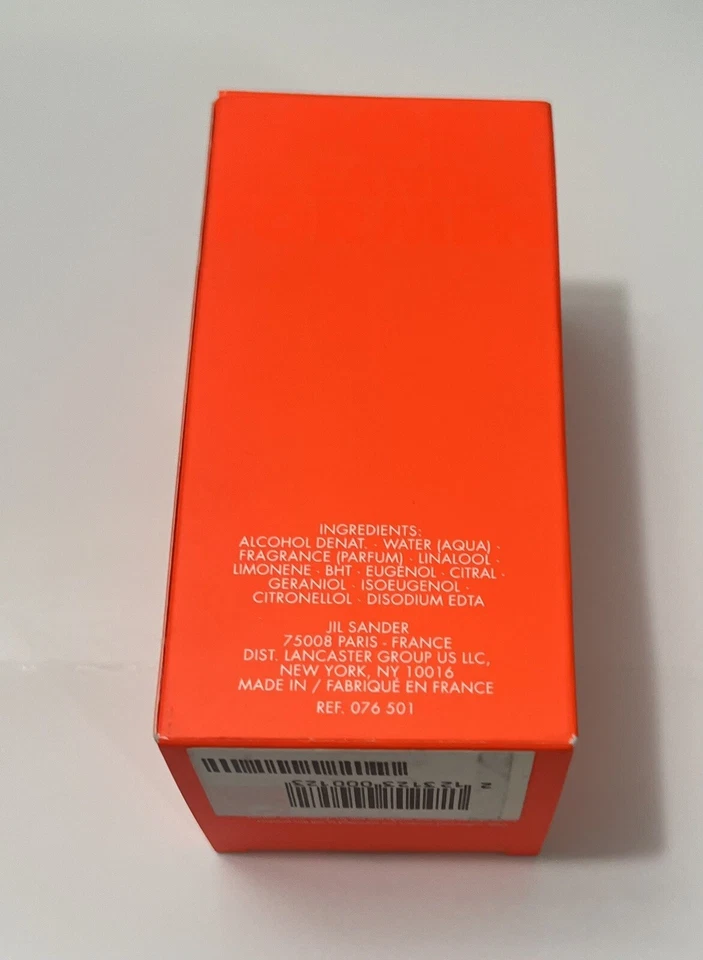 INGREDIENTS:
ALCOHOL DENAT. · WATER (AQUA) ·
FRAGRANCE (PARFUM) · LINALOOL ·
LIMONENE · BHT · EUGENOL · CITRAL ·
GERANIOL · ISOEUGENOL ·
CITRONELLOL · DISODIUM EDTA
JIL SANDER
75008 PARIS - FRANCE
DIST. LANCASTER GROUP US LLC,
NEW YORK, NY 10016
MADE IN / FABRIQUÉ EN FRANCE
REF. 076 501